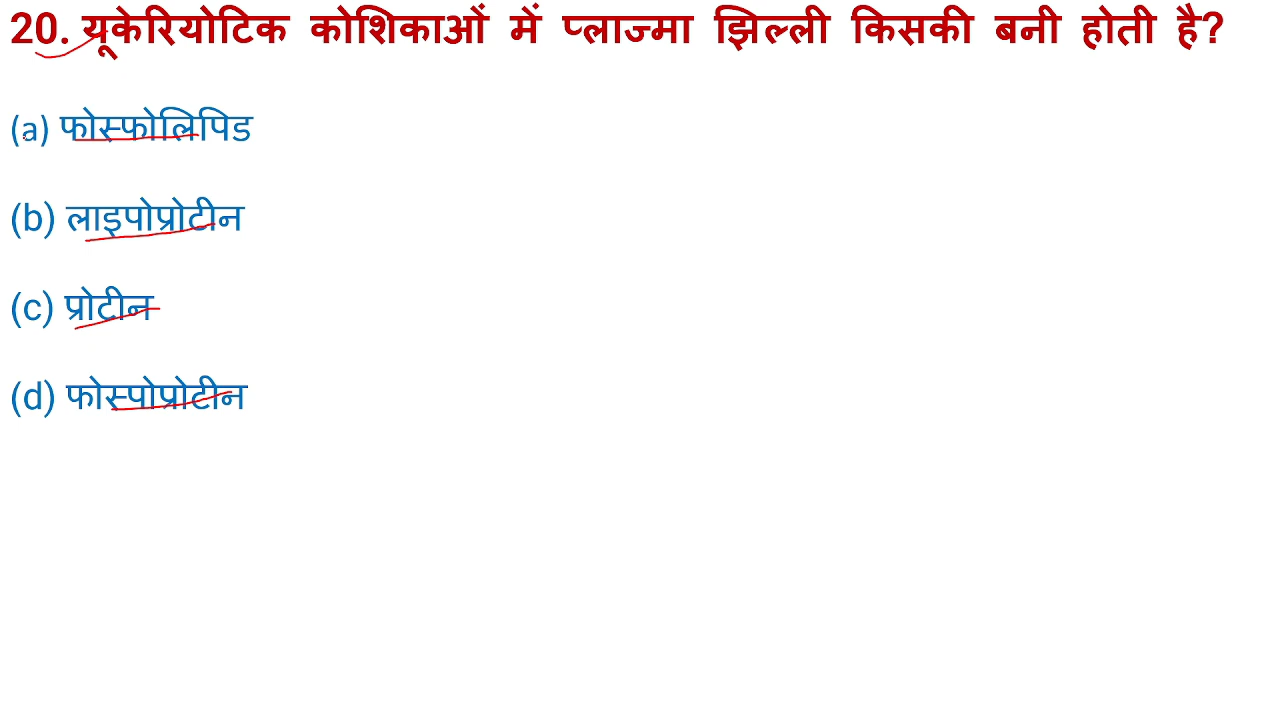 20. यूकेरियोटिक कोशिकाओं में प्लाज्मा झिल्ली किसकी बनी होती है?
(a) फोस्फोलिपिड
(b) लाइपोप्रोटीन
(c) प्रोटीन
(d) फोस्पोप्रोटीन